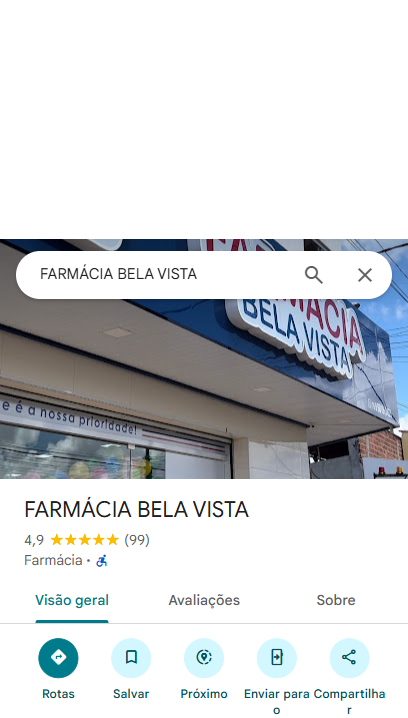 FARMÁCIA BELA VISTA
MACIA
BELA VISTA
e é a nossa prioridade!
FARMÁCIA BELA VISTA
4,9 (99)
Farmácia ·
Visão geral
Avaliações
Sobre
Rotas
Salvar
Próximo
Enviar para o
Compartilhar